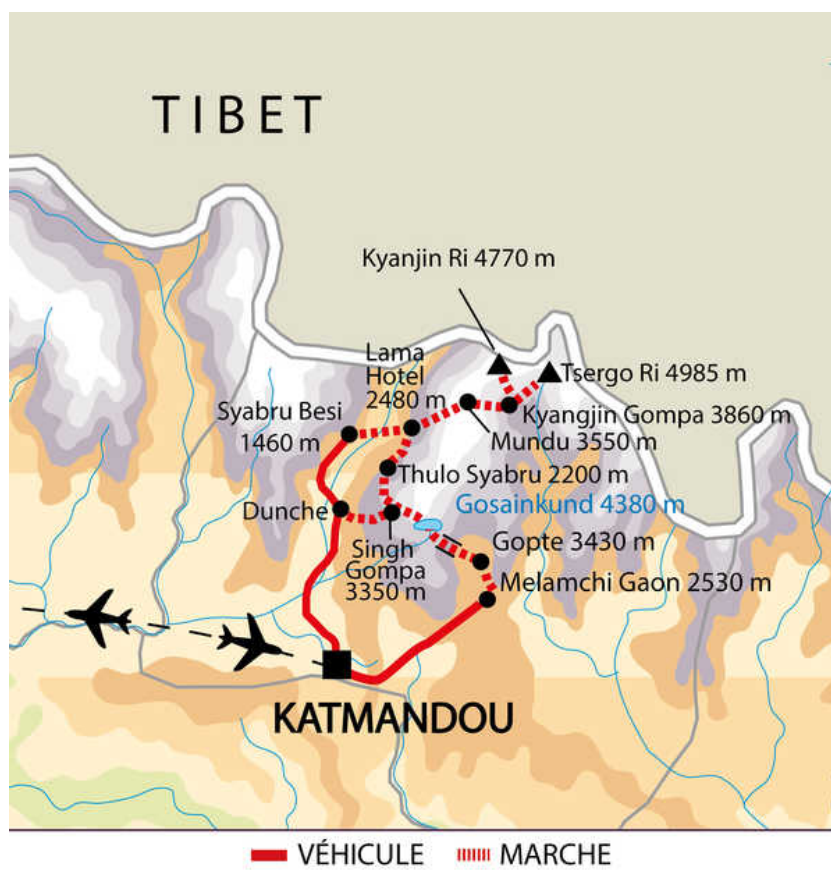 TIBET
Kyanjin Ri 4770 m
Lama
Hotel
2480 m
Tsergo Ri 4985 m
Syabru Besi
1460 m
Kyangjin Gompa 3860 m
Mundu 3550 m
Thulo Syabru 2200 m
Dunche
Gosainkund 4380 m
Singh
Gompa
3350 m
Gopte 3430 m
Melamchi Gaon 2530 m
KATMANDOU
VÉHICULE
MARCHE